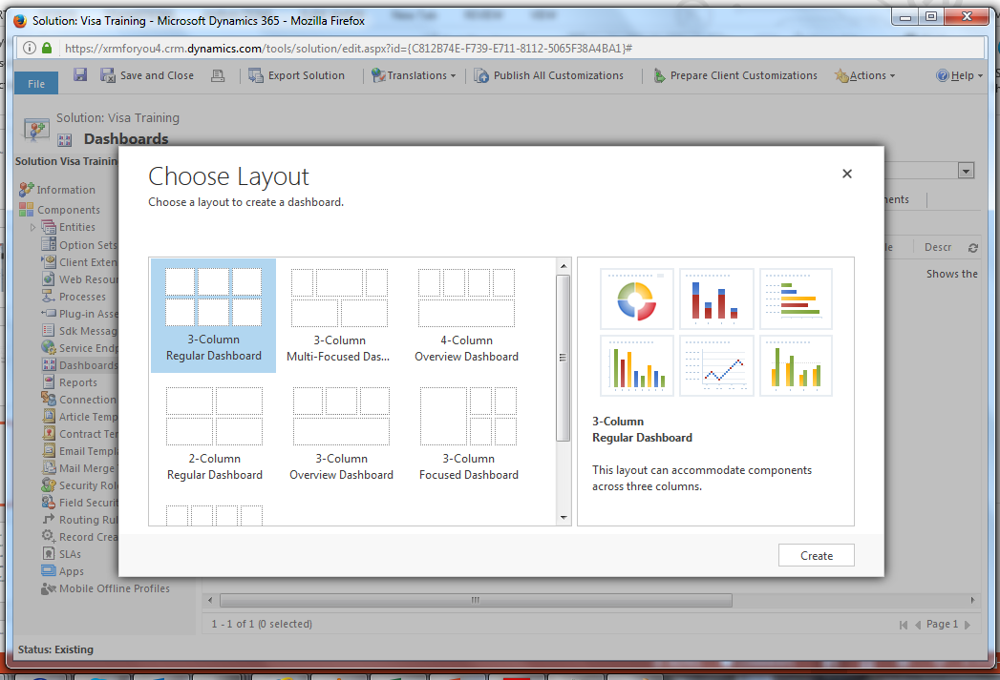 Solution: Visa Training - Microsoft Dynamics 365 - Mozilla Firefox
https://xrmforyou4.crm.dynamics.com/tools/solution/edit.aspx?id={C812B74E-F739-E711-8112-5065F38A4BA1}#
File Save and Close Export Solution Translations Publish All Customizations Prepare Client Customizations Actions Help
Solution: Visa Training
Dashboards
Solution Visa Trainin
Information
Components
Entities
Option Sets
Client Exten
Web Resour
Processes
Plug-in Asse
Sdk Messag
Service Endp
Dashboards
Reports
Connection
Article Temp
Contract Ter
Email Templa
Mail Merge
Security Role
Field Securit
Routing Rul
Record Crea
SLAs
Apps
Mobile Offline Profiles
Choose Layout
Choose a layout to create a dashboard.
3-Column
Regular Dashboard
3-Column
Multi-Focused Das...
4-Column
Overview Dashboard
2-Column
Regular Dashboard
3-Column
Overview Dashboard
3-Column
Focused Dashboard
3-Column
Regular Dashboard
This layout can accommodate components
across three columns.
Create
nents
le Descr
Shows the
1 - 1 of 1 (0 selected)
Page 1
Status: Existing